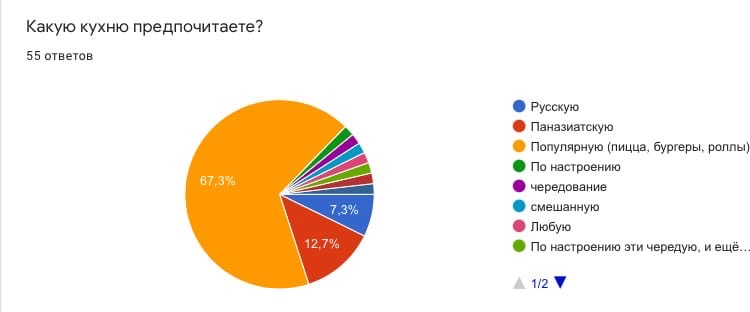 Какую кухню предпочитаете?
55 ответов
67,3%
7,3%
12,7%
Русскую
Паназиатскую
Популярную (пицца, бургеры, роллы)
По настроению
чередование
смешанную
Любую
По настроению эти чередую, и ещё…
1/2